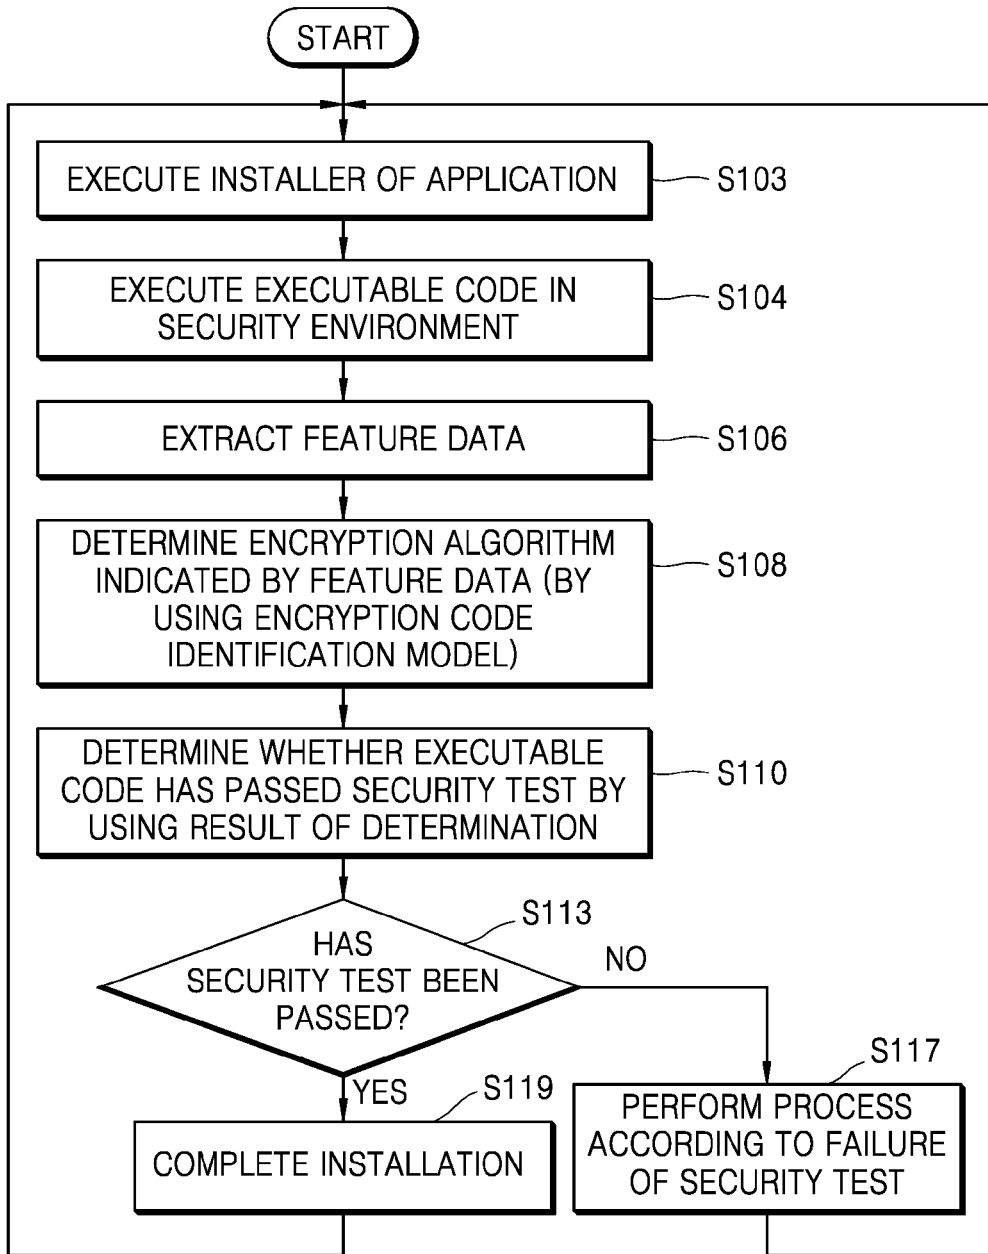 START
EXECUTE INSTALLER OF APPLICATION
S103
EXECUTE EXECUTABLE CODE IN
SECURITY ENVIRONMENT
S104
EXTRACT FEATURE DATA
S106
DETERMINE ENCRYPTION ALGORITHM
INDICATED BY FEATURE DATA (BY
USING ENCRYPTION CODE
IDENTIFICATION MODEL)
S108
DETERMINE WHETHER EXECUTABLE
CODE HAS PASSED SECURITY TEST BY
USING RESULT OF DETERMINATION
S110
HAS
SECURITY TEST BEEN
PASSED?
S113
NO
YES
S119
COMPLETE INSTALLATION
S117
PERFORM PROCESS
ACCORDING TO FAILURE
OF SECURITY TEST